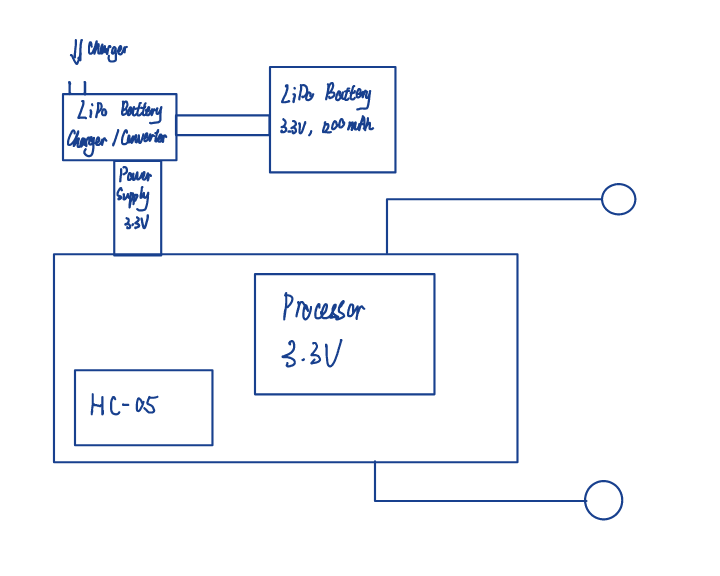 Charger
LiPo Battery
Charger / Converter
LiPo Battery
3.3V, 1200 mAh
Power
Supply
3.3V
Processor
3.3V
HC-05